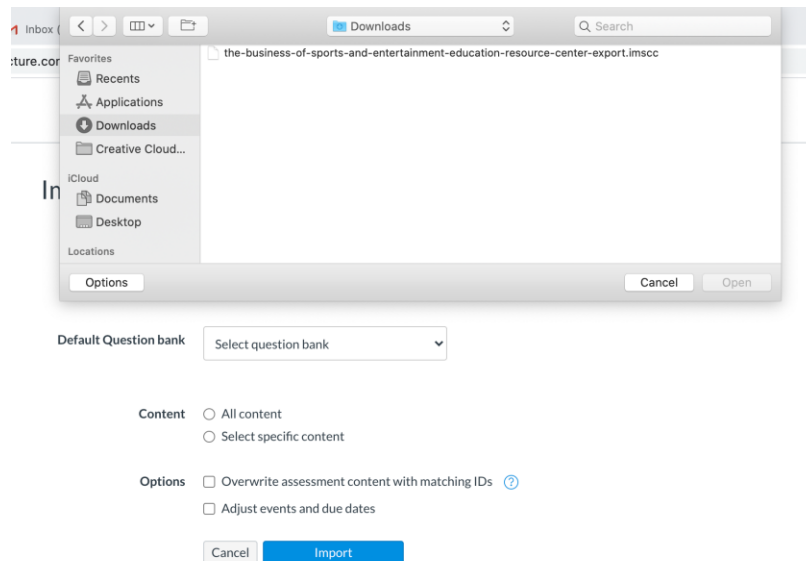 Inbox (
Downloads
Search
cture.com
Favorites
the-business-of-sports-and-entertainment-education-resource-center-export.imscc
Recents
Applications
Downloads
Creative Cloud...
iCloud
Im
Documents
Desktop
Locations
Options
Cancel
Open
Default Question bank
Select question bank
Content
All content
Select specific content
Options
Overwrite assessment content with matching IDs ?
Adjust events and due dates
Cancel
Import